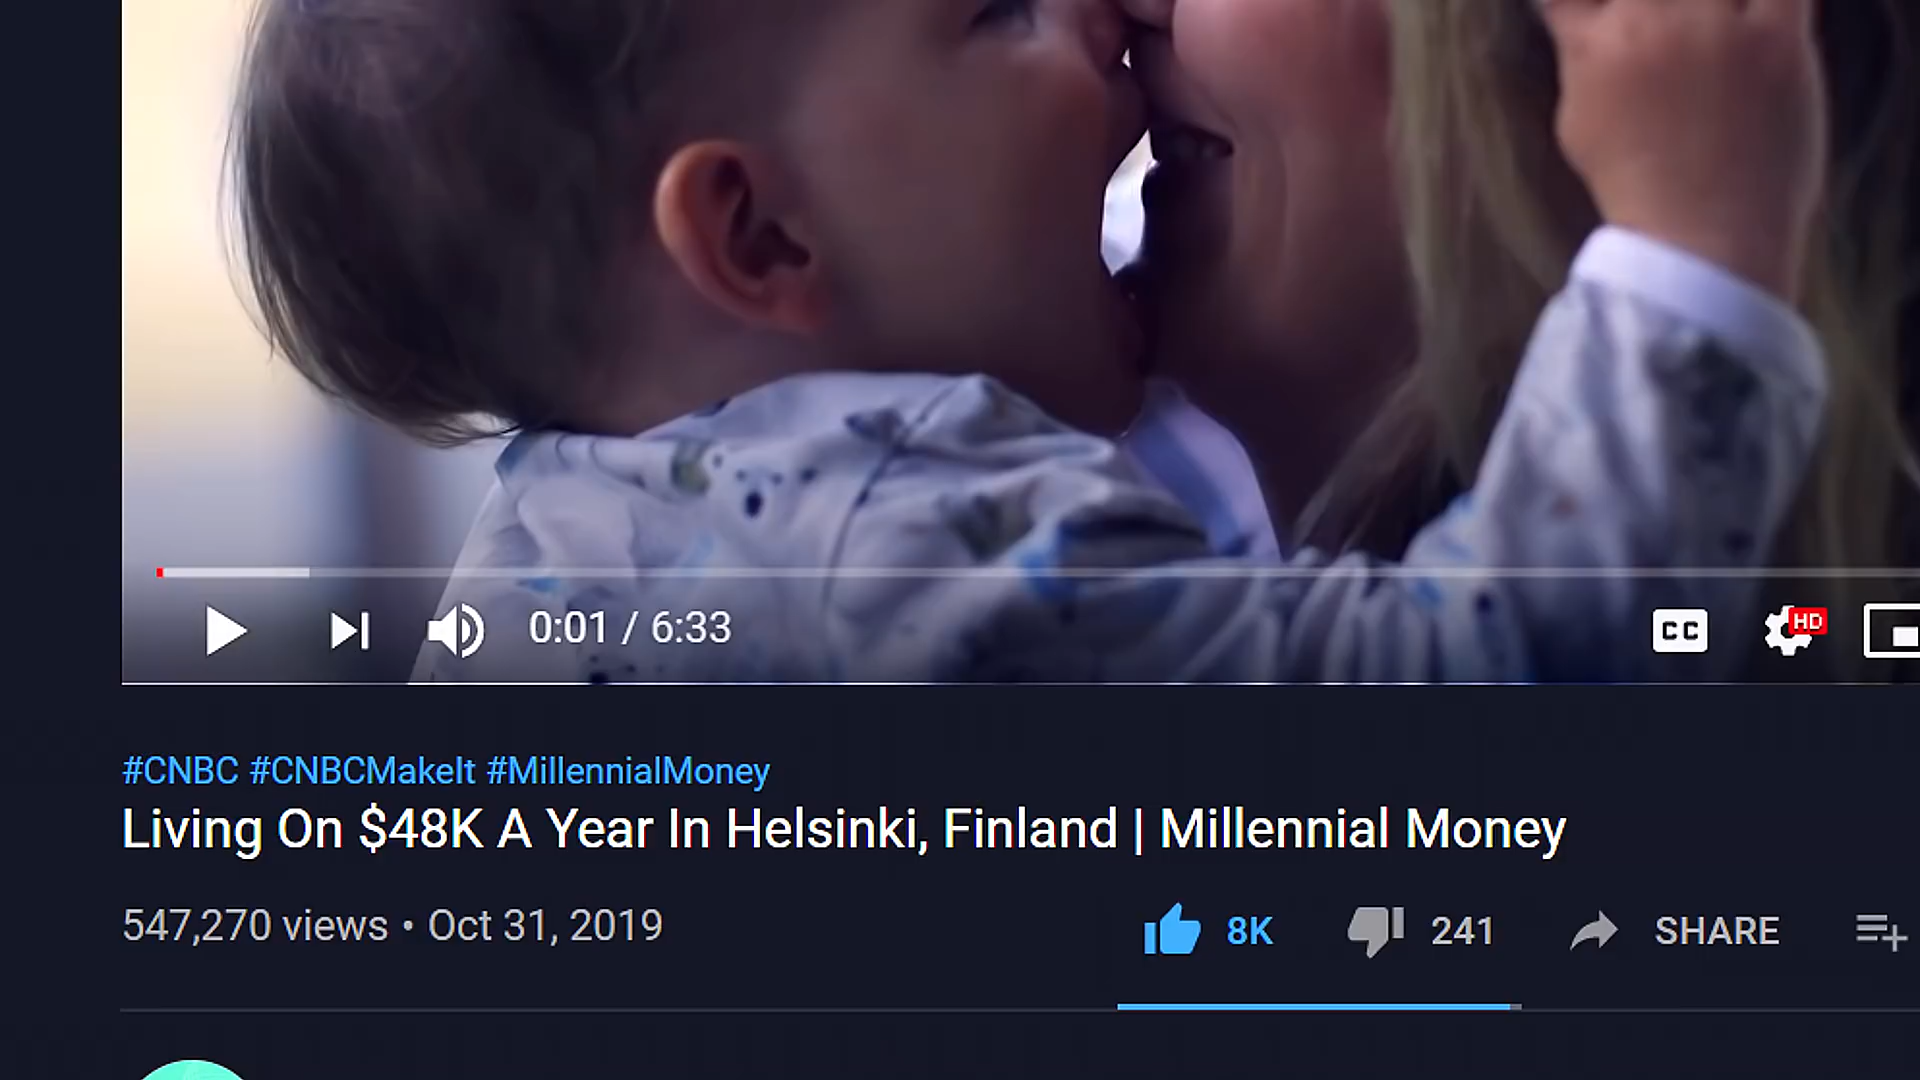 0:01 / 6:33
CC
HD
#CNBC #CNBCMakeIt #MillennialMoney
Living On $48K A Year In Helsinki, Finland | Millennial Money
547,270 views • Oct 31, 2019
8K
241
SHARE